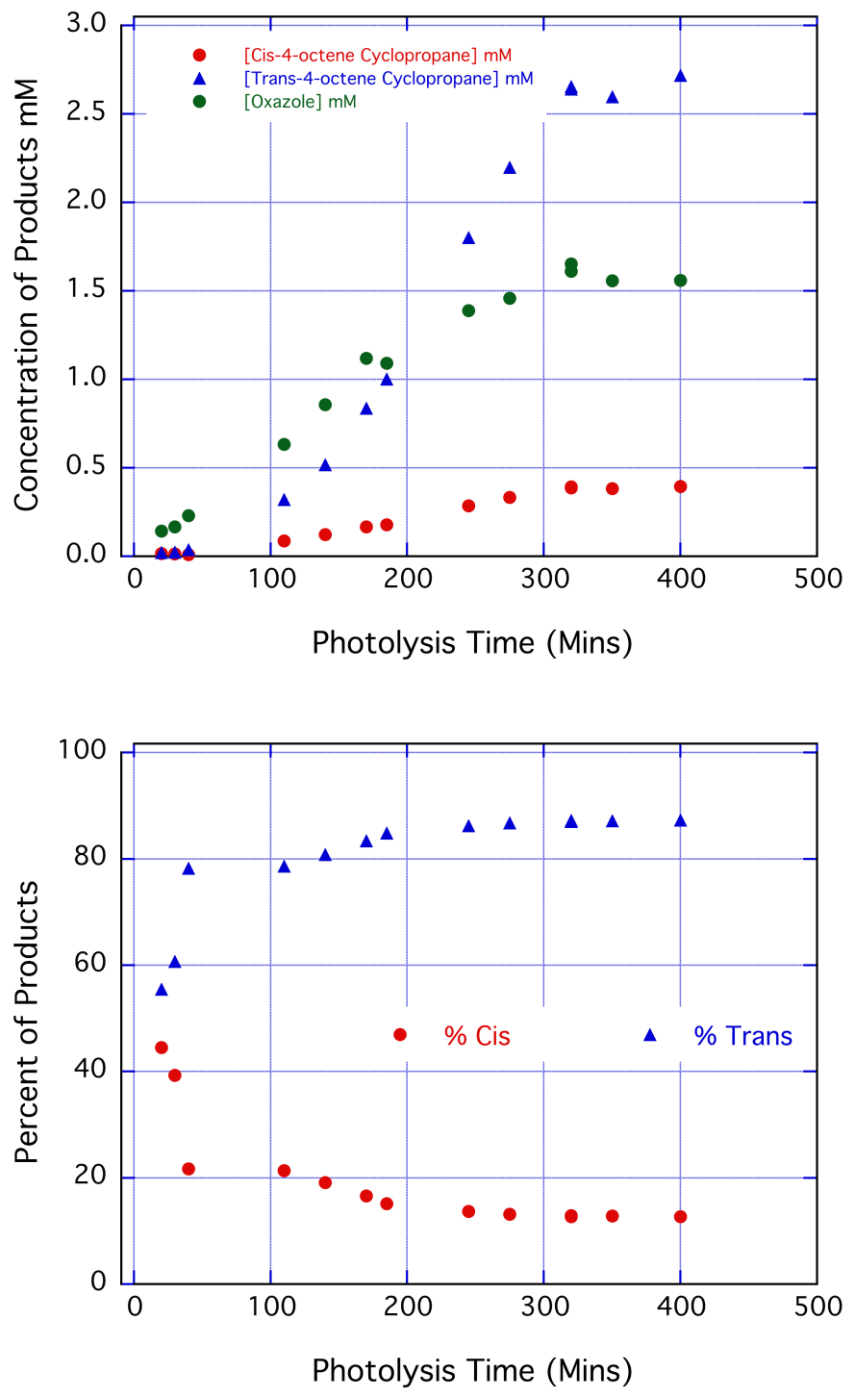 3.0
[Cis-4-octene Cyclopropane] mM
[Trans-4-octene Cyclopropane] mM
[Oxazole] mM
2.5
2.0
1.5
1.0
0.5
0.0
Concentration of Products mM
0 100 200 300 400 500
Photolysis Time (Mins)
100
80
60
% Cis % Trans
40
20
0
Percent of Products
0 100 200 300 400 500
Photolysis Time (Mins)